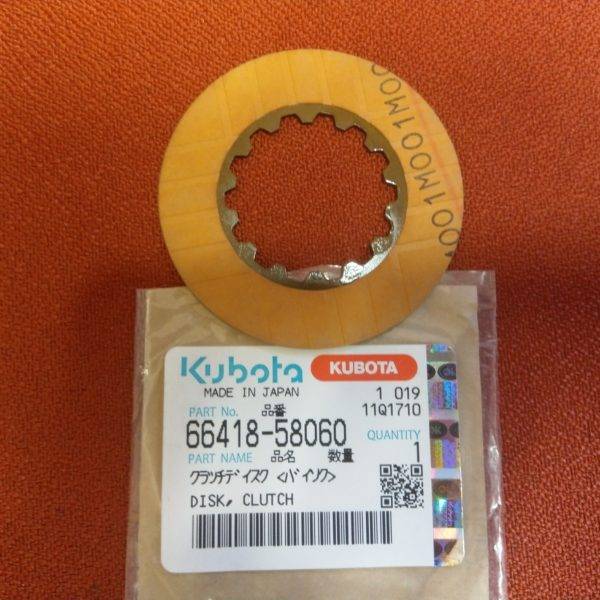 M001M001M00
Kubota KUBOTA
MADE IN JAPAN 1 019
PART No. 品番 11Q1710
66418-58060 QUANTITY
PART NAME 品名 数量 1
クラッチディスク <バイソク>
DISK, CLUTCH